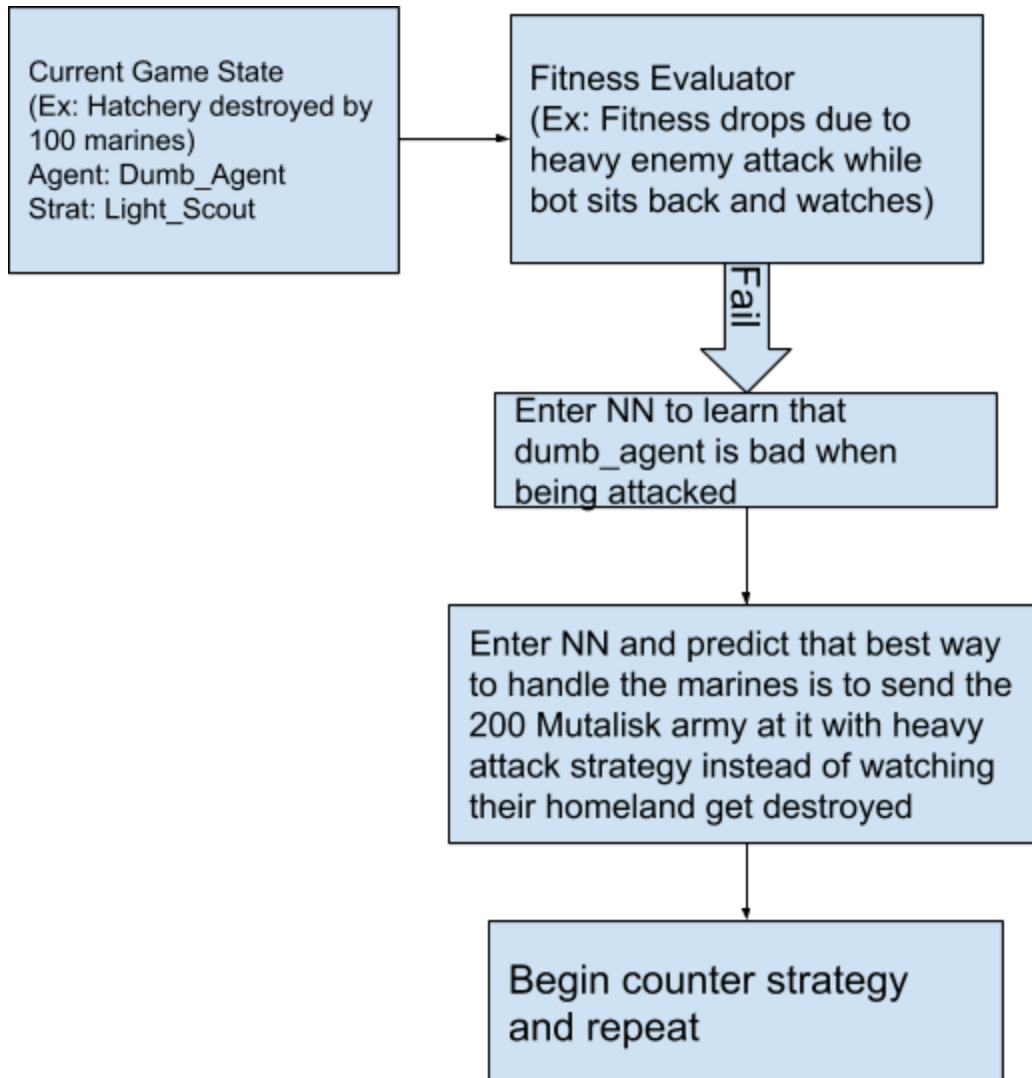 Current Game State
(Ex: Hatchery destroyed by
100 marines)
Agent: Dumb_Agent
Strat: Light_Scout
Fitness Evaluator
(Ex: Fitness drops due to
heavy enemy attack while
bot sits back and watches)
Fail
Enter NN to learn that
dumb_agent is bad when
being attacked
Enter NN and predict that best way
to handle the marines is to send the
200 Mutalisk army at it with heavy
attack strategy instead of watching
their homeland get destroyed
Begin counter strategy
and repeat